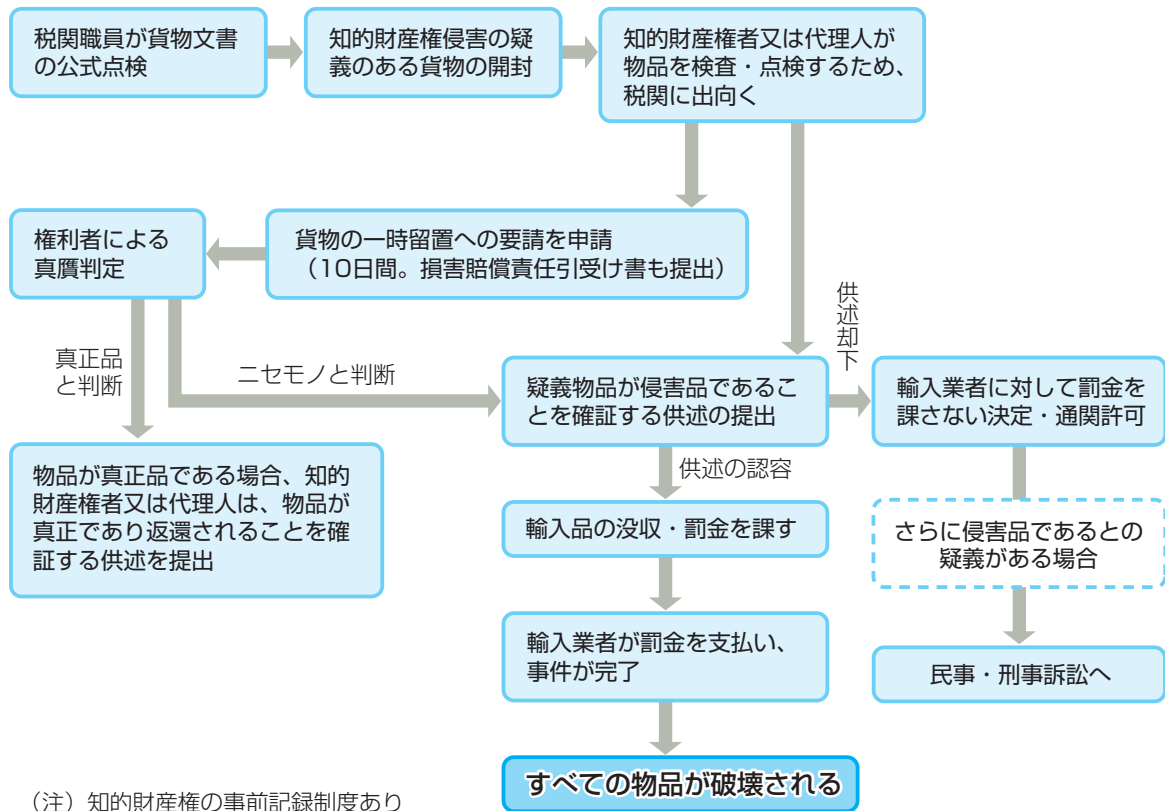 税関職員が貨物文書
の公式点検
知的財産権侵害の疑
義のある貨物の開封
知的財産権者又は代理人が
物品を検査・点検するため、
税関に出向く
権利者による
真贋判定
貨物の一時留置への要請を申請
（10日間。損害賠償責任引受け書も提出）
供述却下
真正品
と判断
ニセモノと判断
疑義物品が侵害品であるこ
とを確証する供述の提出
輸入業者に対して罰金を
課さない決定・通関許可
物品が真正品である場合、知的
財産権者又は代理人は、物品が
真正であり返還されることを確
証する供述を提出
供述の認容
輸入品の没収・罰金を課す
さらに侵害品であるとの
疑義がある場合
輸入業者が罰金を支払い、
事件が完了
民事・刑事訴訟へ
すべての物品が破壊される
（注）知的財産権の事前記録制度あり